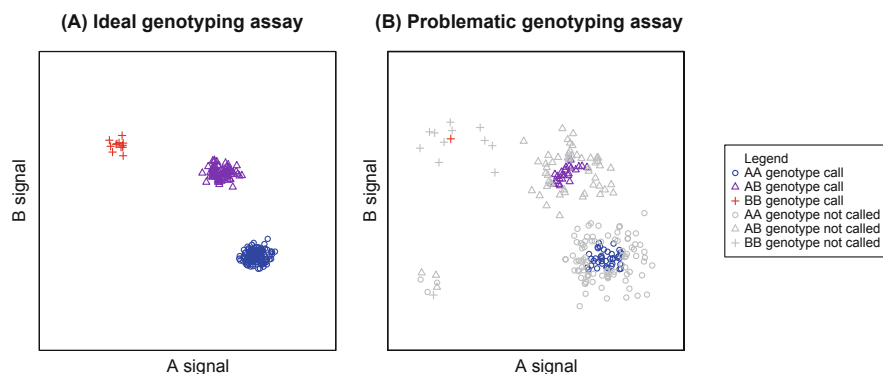 (A) Ideal genotyping assay
(B) Problematic genotyping assay
B signal
A signal
B signal
A signal
Legend
AA genotype call
AB genotype call
BB genotype call
AA genotype not called
AB genotype not called
BB genotype not called